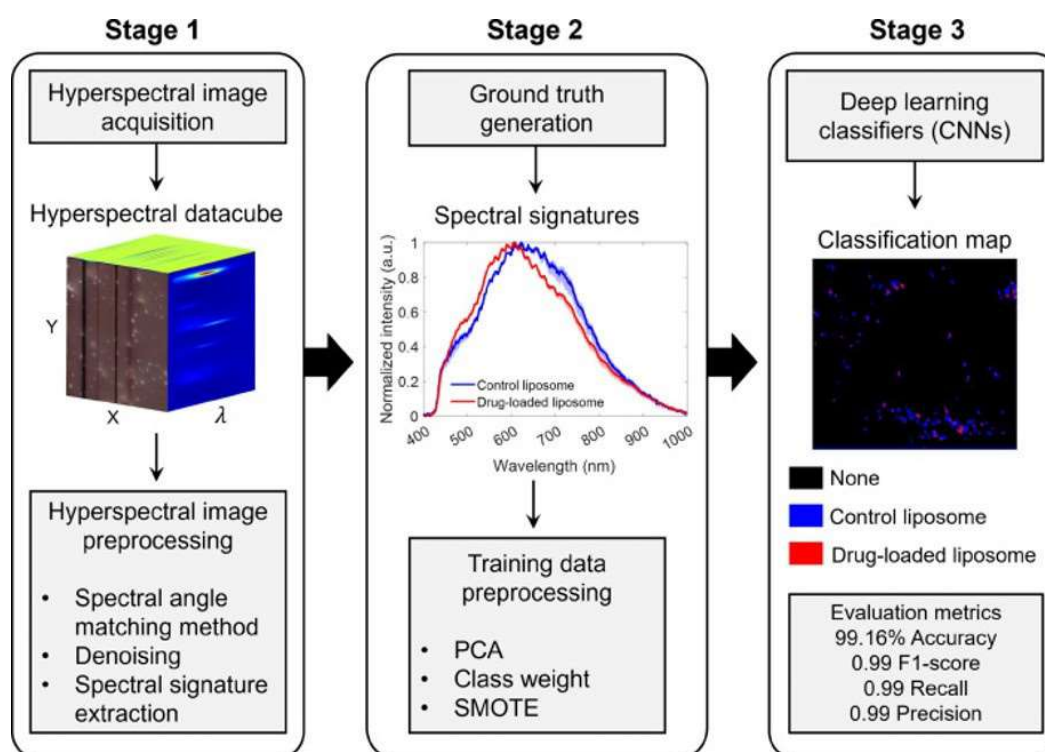 Stage 1
Hyperspectral image
acquisition
Hyperspectral datacube
Y
X
λ
Hyperspectral image
preprocessing
• Spectral angle
matching method
• Denoising
• Spectral signature
extraction
Stage 2
Ground truth
generation
Spectral signatures
Normalized intensity (a.u.)
1
0.8
0.6
0.4
0.2
0
Control liposome
Drug-loaded liposome
400 500 600 700 800 900 1000
Wavelength (nm)
Training data
preprocessing
• PCA
• Class weight
• SMOTE
Stage 3
Deep learning
classifiers (CNNs)
Classification map
None
Control liposome
Drug-loaded liposome
Evaluation metrics
99.16% Accuracy
0.99 F1-score
0.99 Recall
0.99 Precision